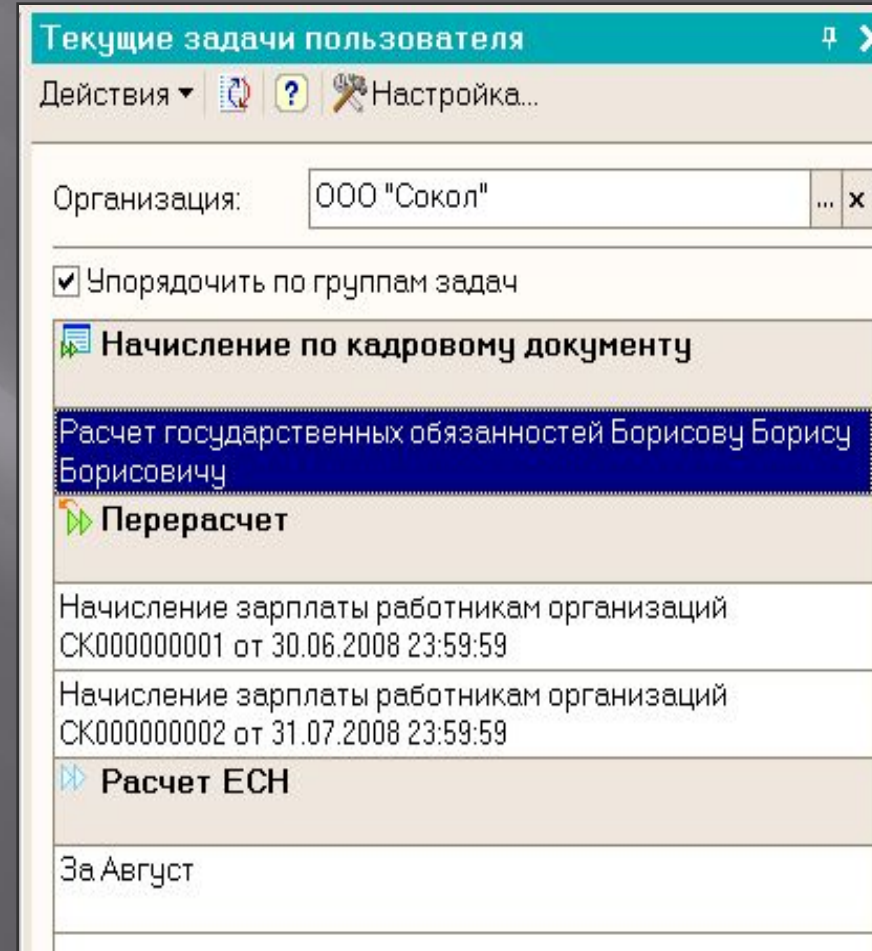 Текущие задачи пользователя
Действия Настройка...
Организация: ООО "Сокол" ... x
Упорядочить по группам задач
Начисление по кадровому документу
Расчет государственных обязанностей Борисову Борису
Борисовичу
Перерасчет
Начисление зарплаты работникам организаций
СК000000001 от 30.06.2008 23:59:59
Начисление зарплаты работникам организаций
СК000000002 от 31.07.2008 23:59:59
Расчет ЕСН
За Август